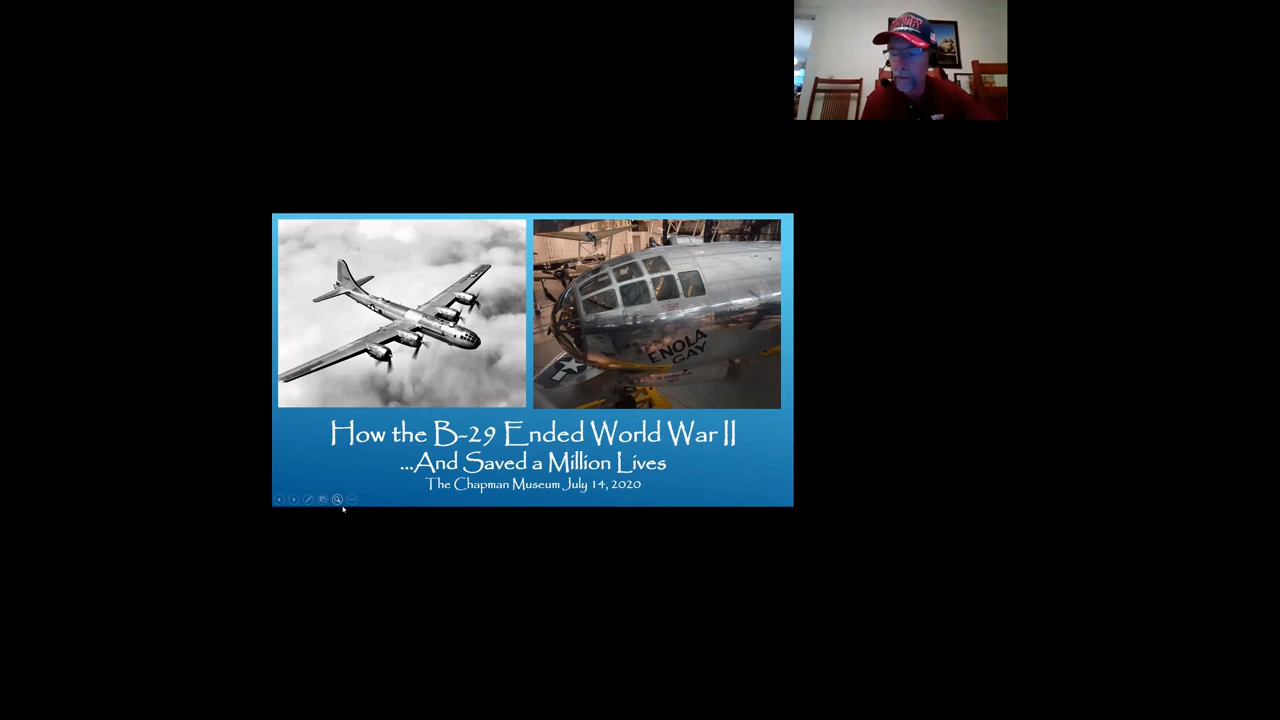 ENOLA
GAY
How the B-29 Ended World War II
...And Saved a Million Lives
The Chapman Museum July 14, 2020